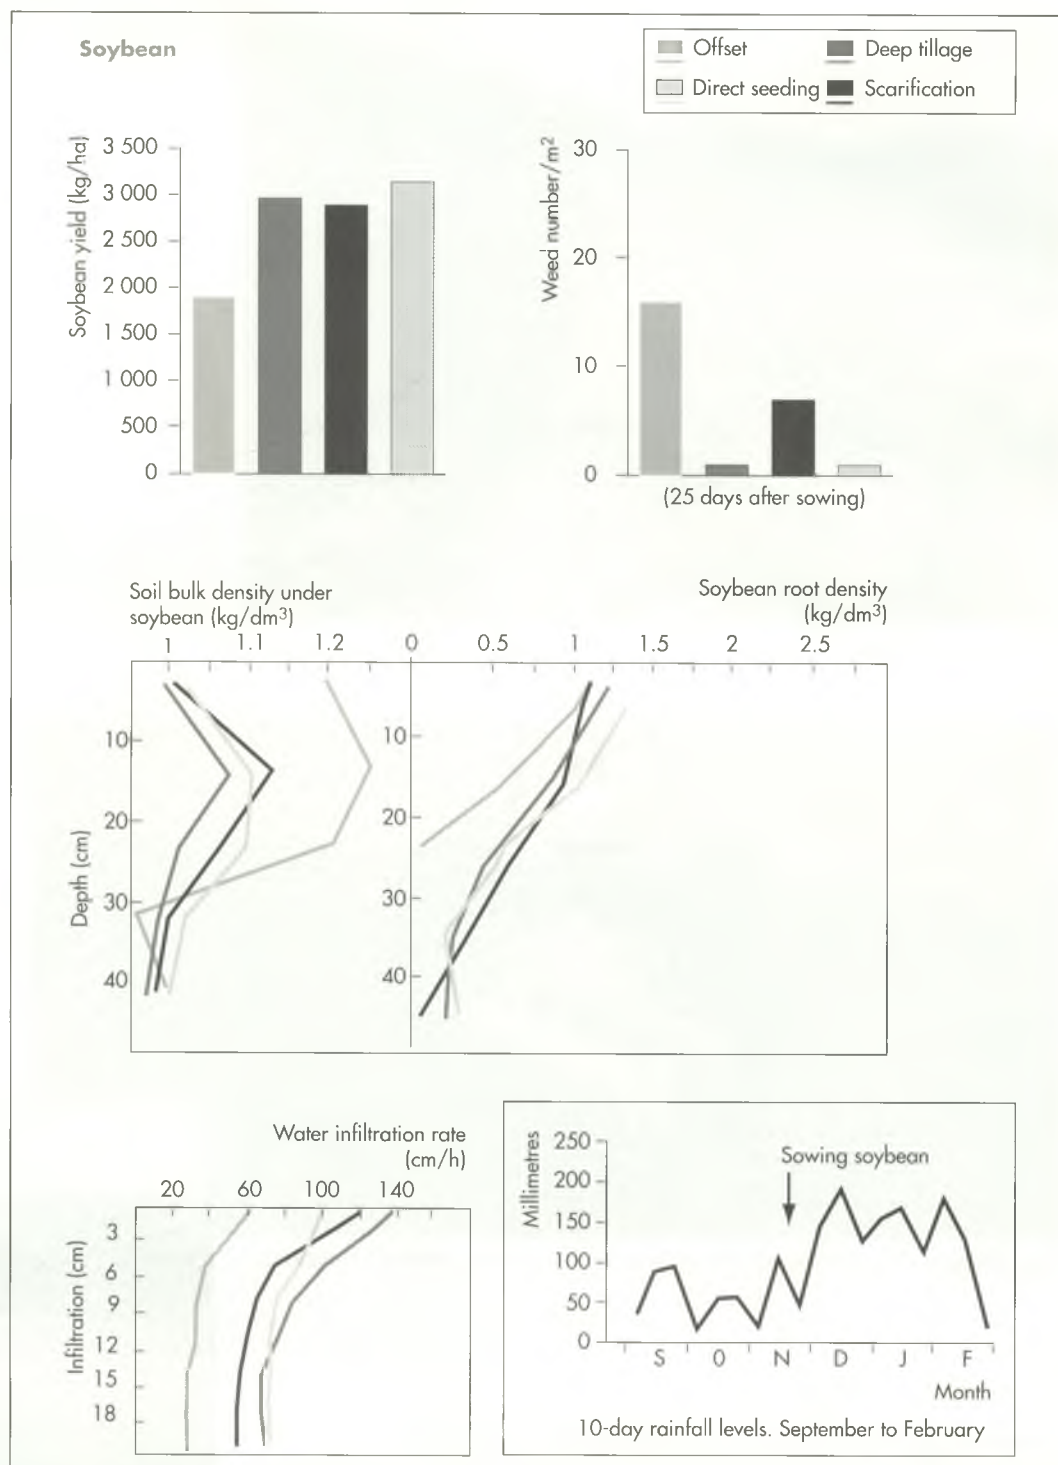 Soybean
Offset
Deep tillage
Direct seeding
Scarification
Soybean yield (kg/ha)
3 500
3 000
2 500
2 000
1 500
1 000
500
0
Weed number/m²
30
20
10
0
(25 days after sowing)
Soil bulk density under
soybean (kg/dm³)
1 1.1 1.2
Soybean root density
(kg/dm³)
0 0.5 1 1.5 2 2.5
Depth (cm)
10
20
30
40
10
20
30
40
Water infiltration rate
(cm/h)
20 60 100 140
Infiltration (cm)
3
6
9
12
15
18
Millimetres
250
200
150
100
50
0
Sowing soybean
S O N D J F
Month
10-day rainfall levels. September to February